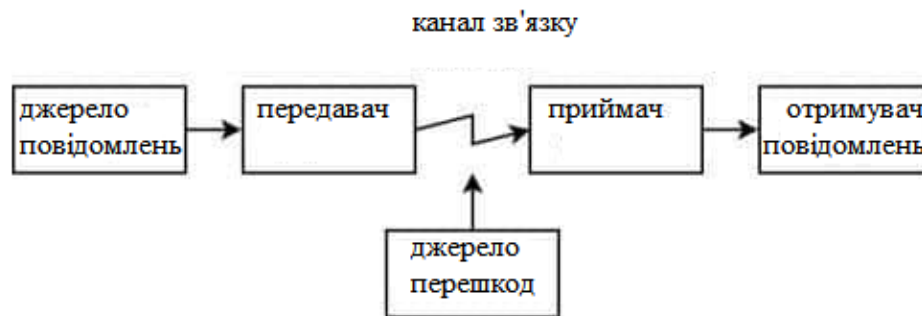 канал зв'язку
джерело
повідомлень
передавач
приймач
отримувач
повідомлень
джерело
перешкод